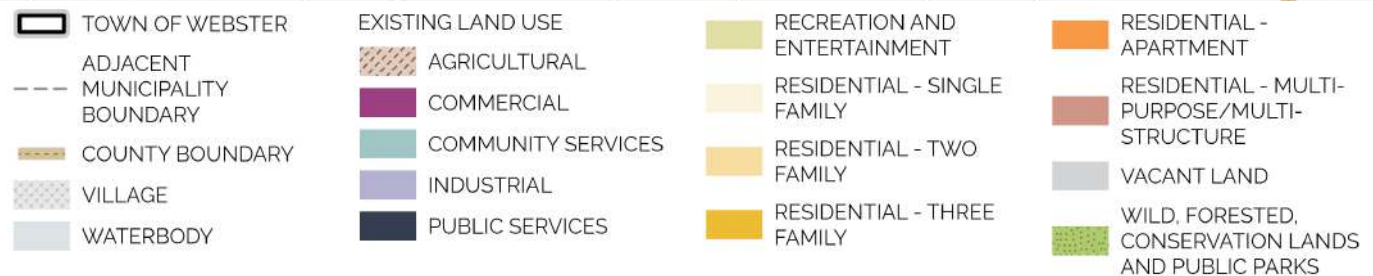 TOWN OF WEBSTER
ADJACENT
MUNICIPALITY
BOUNDARY
COUNTY BOUNDARY
VILLAGE
WATERBODY
EXISTING LAND USE
AGRICULTURAL
COMMERCIAL
COMMUNITY SERVICES
INDUSTRIAL
PUBLIC SERVICES
RECREATION AND
ENTERTAINMENT
RESIDENTIAL - SINGLE
FAMILY
RESIDENTIAL - TWO
FAMILY
RESIDENTIAL - THREE
FAMILY
RESIDENTIAL -
APARTMENT
RESIDENTIAL - MULTI-
PURPOSE/MULTI-
STRUCTURE
VACANT LAND
WILD, FORESTED,
CONSERVATION LANDS
AND PUBLIC PARKS